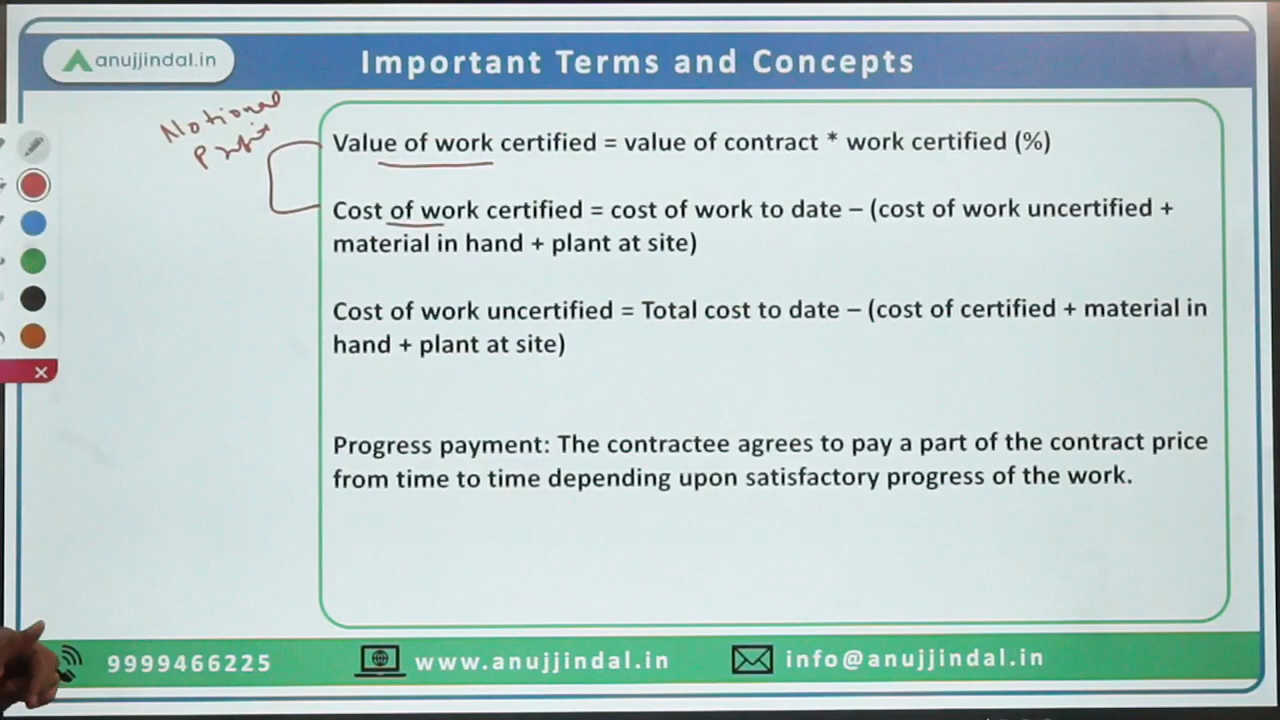 anujjindal.in
Important Terms and Concepts
Notional
Profit
Value of work certified = value of contract * work certified (%)
Cost of work certified = cost of work to date – (cost of work uncertified +
material in hand + plant at site)
Cost of work uncertified = Total cost to date – (cost of certified + material in
hand + plant at site)
Progress payment: The contractee agrees to pay a part of the contract price
from time to time depending upon satisfactory progress of the work.
9999466225
www.anujjindal.in
info@anujjindal.in